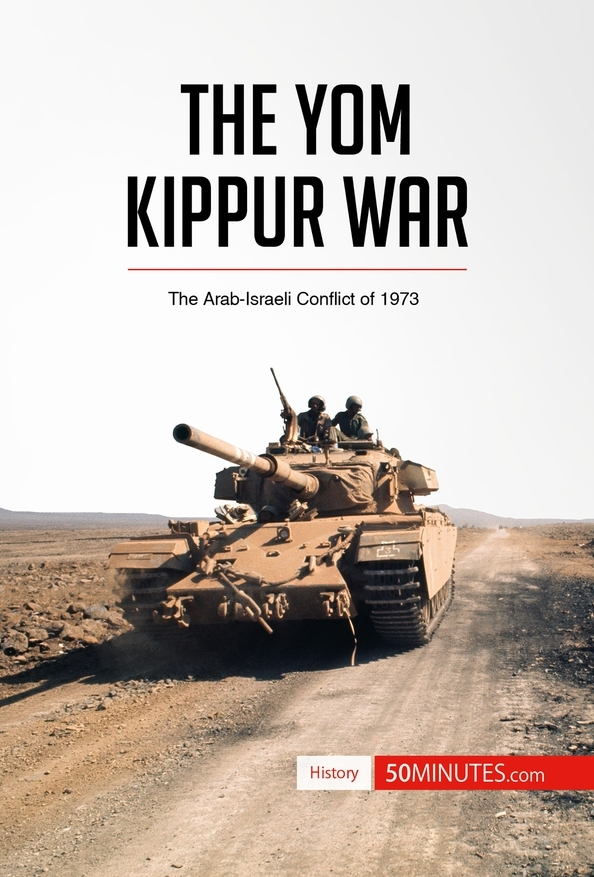 THE YOM
KIPPUR WAR
The Arab-Israeli Conflict of 1973
History
50MINUTES.com